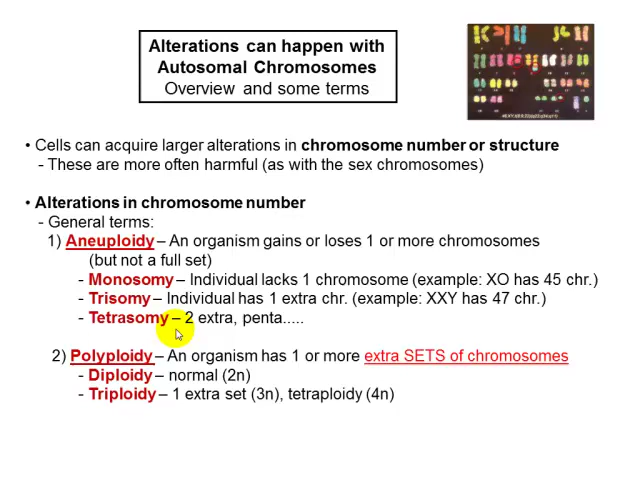 Alterations can happen with
Autosomal Chromosomes
Overview and some terms
• Cells can acquire larger alterations in chromosome number or structure
- These are more often harmful (as with the sex chromosomes)
• Alterations in chromosome number
- General terms:
1) Aneuploidy – An organism gains or loses 1 or more chromosomes
(but not a full set)
- Monosomy – Individual lacks 1 chromosome (example: XO has 45 chr.)
- Trisomy – Individual has 1 extra chr. (example: XXY has 47 chr.)
- Tetrasomy – 2 extra, penta.....
2) Polyploidy – An organism has 1 or more extra SETS of chromosomes
- Diploidy – normal (2n)
- Triploidy – 1 extra set (3n), tetraploidy (4n)